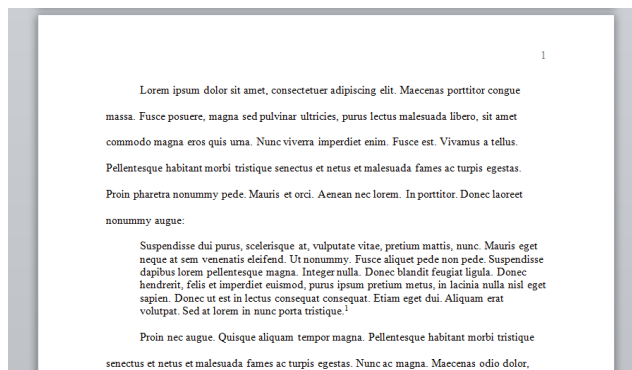 1
Lorem ipsum dolor sit amet, consectetuer adipiscing elit. Maecenas porttitor congue
massa. Fusce posuere, magna sed pulvinar ultricies, purus lectus malesuada libero, sit amet
commodo magna eros quis urna. Nunc viverra imperdiet enim. Fusce est. Vivamus a tellus.
Pellentesque habitant morbi tristique senectus et netus et malesuada fames ac turpis egestas.
Proin pharetra nonummy pede. Mauris et orci. Aenean nec lorem. In porttitor. Donec laoreet
nonummy augue:
Suspendisse dui purus, scelerisque at, vulputate vitae, pretium mattis, nunc. Mauris eget
neque at sem venenatis eleifend. Ut nonummy. Fusce aliquet pede non pede. Suspendisse
dapibus lorem pellentesque magna. Integer nulla. Donec blandit feugiat ligula. Donec
hendrerit, felis et imperdiet euismod, purus ipsum pretium metus, in lacinia nulla nisl eget
sapien. Donec ut est in lectus consequat consequat. Etiam eget dui. Aliquam erat
volutpat. Sed at lorem in nunc porta tristique.1
Proin nec augue. Quisque aliquam tempor magna. Pellentesque habitant morbi tristique
senectus et netus et malesuada fames ac turpis egestas. Nunc ac magna. Maecenas odio dolor,